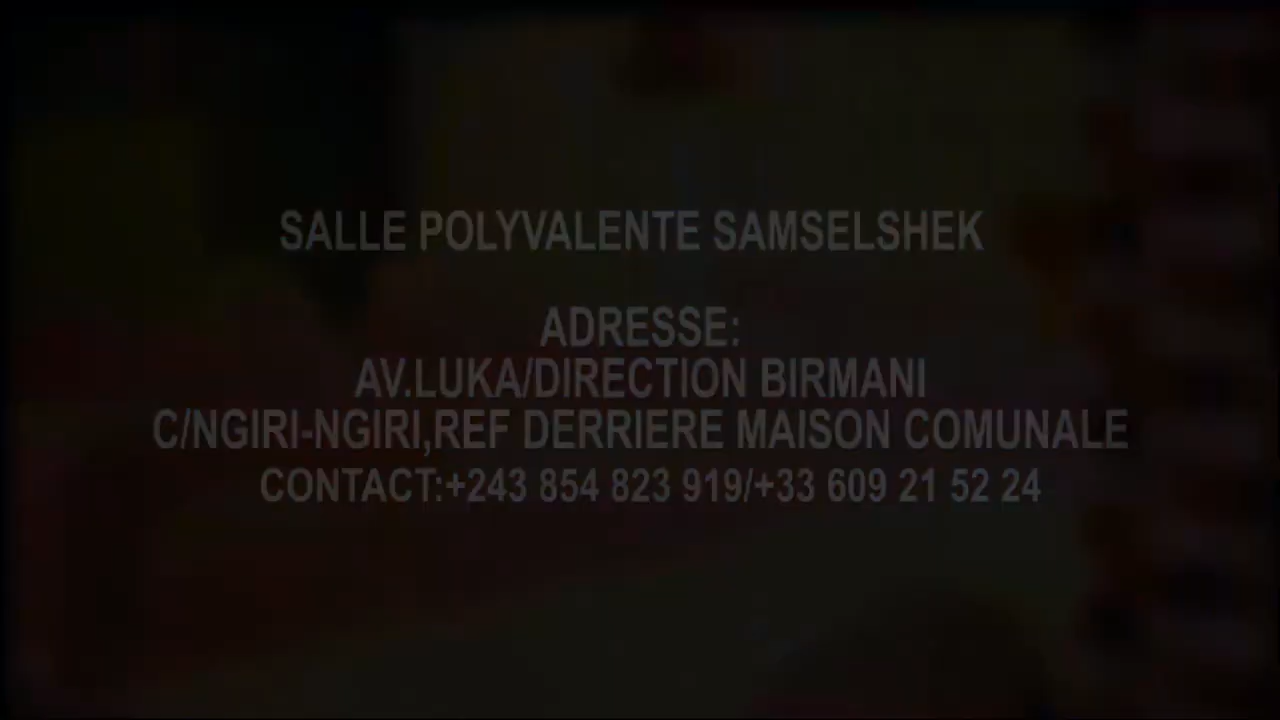 SALLE POLYVALENTE SAMSELSHEK
ADRESSE:
AV.LUKA/DIRECTION BIRMANI
C/NGIRI-NGIRI,REF DERRIERE MAISON COMUNALE
CONTACT:+243 854 823 919/+33 609 21 52 24